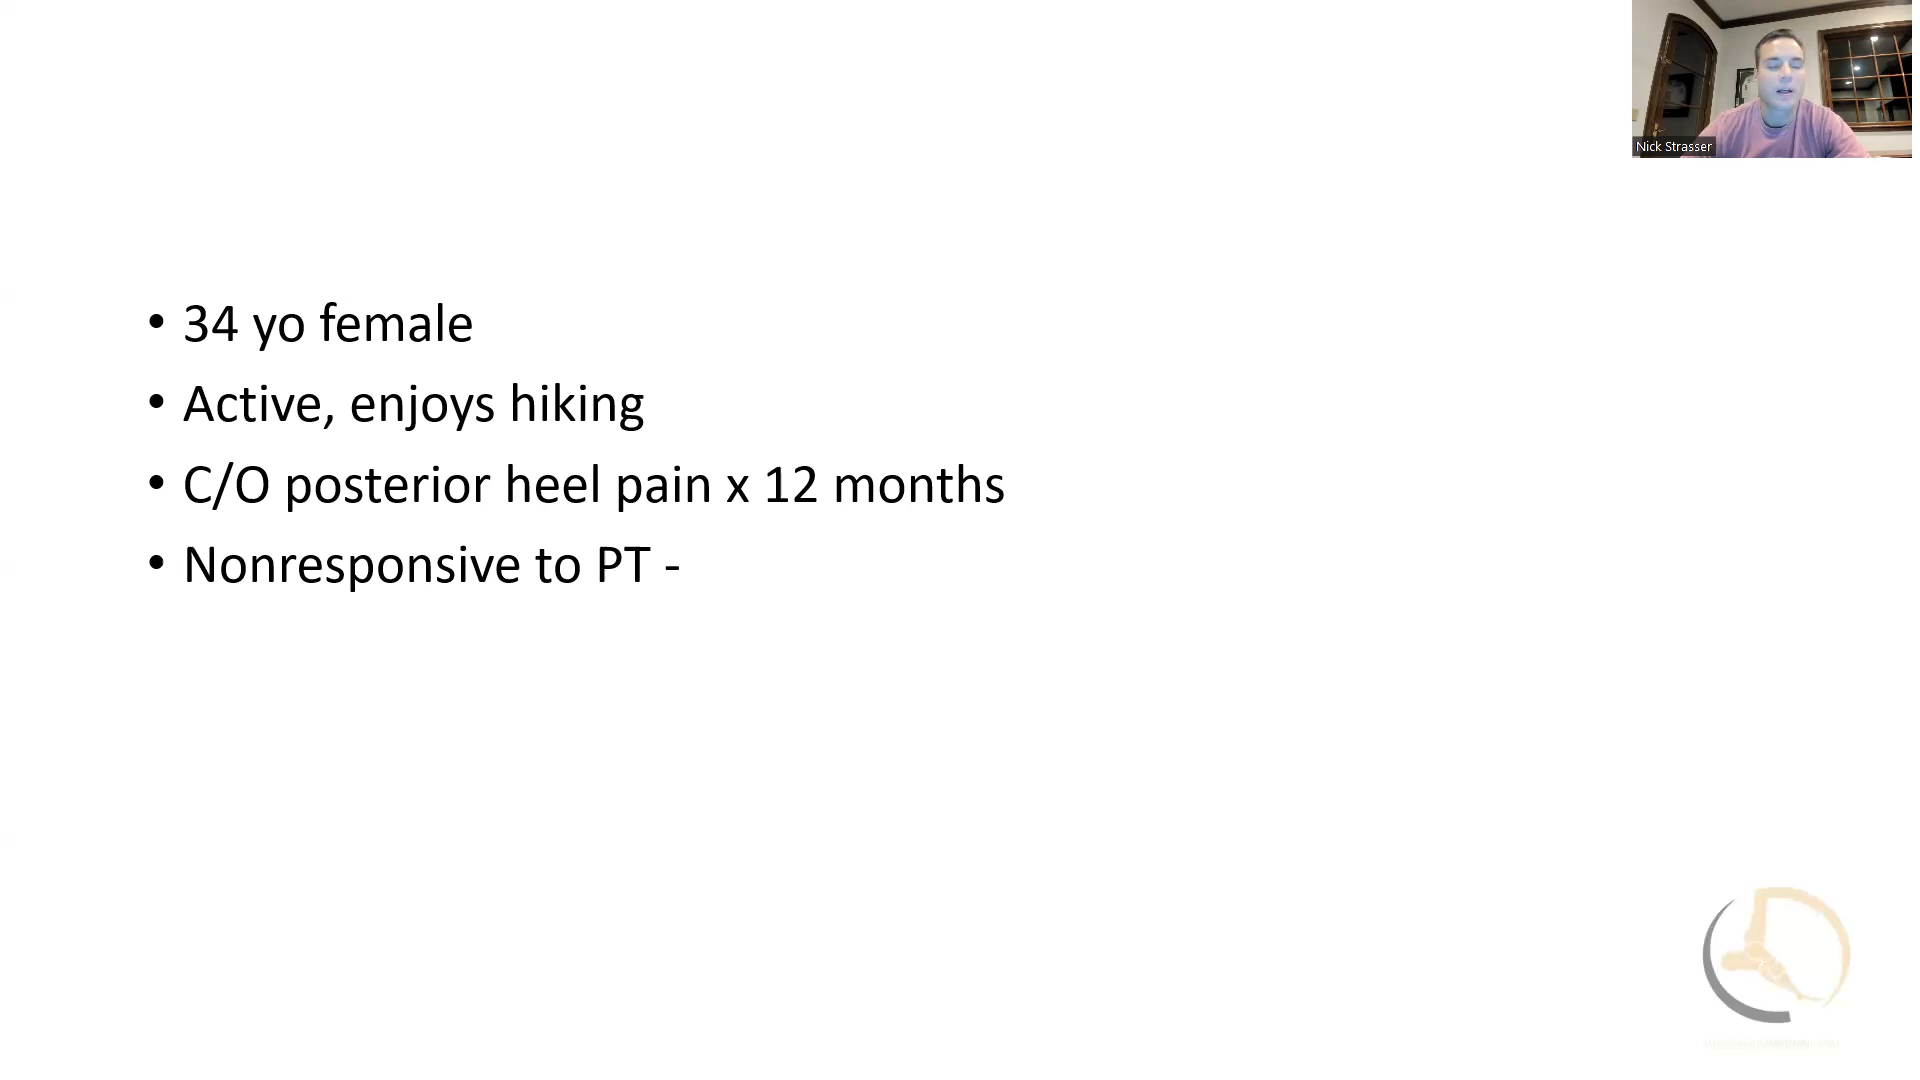 Nick Strasser
• 34 yo female
• Active, enjoys hiking
• C/O posterior heel pain x 12 months
• Nonresponsive to PT -